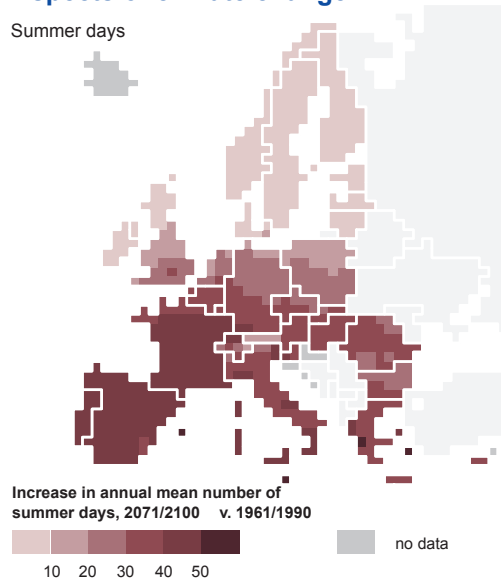 Summer days
Increase in annual mean number of
summer days, 2071/2100 v. 1961/1990
no data
10 20 30 40 50